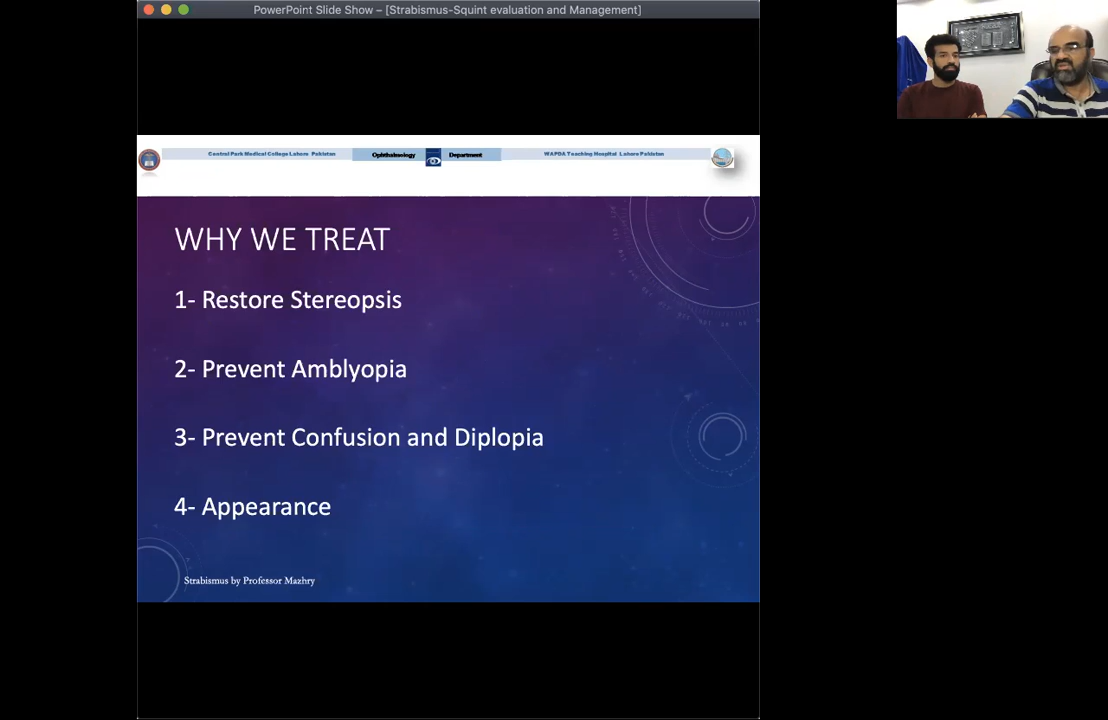 PowerPoint Slide Show – [Strabismus-Squint evaluation and Management]
Central Park Medical College Lahore Pakistan
Ophthalmology Department
WAPDA Teaching Hospital Lahore Pakistan
WHY WE TREAT
1- Restore Stereopsis
2- Prevent Amblyopia
3- Prevent Confusion and Diplopia
4- Appearance
Strabismus by Professor Mazhry